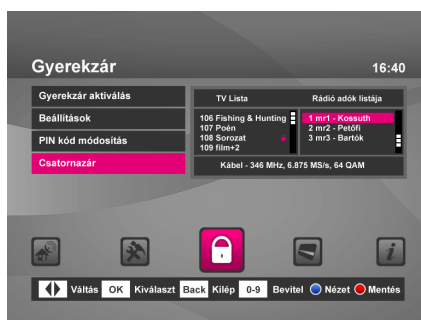 Gyerekzár
16:40
Gyerekzár aktiválás
Beállítások
PIN kód módosítás
Csatornazár
TV Lista
106 Fishing & Hunting
107 Poén
108 Sorozat
109 film+2
Rádió adók listája
1 mr1 - Kossuth
2 mr2 - Petőfi
3 mr3 - Bartók
Kábel - 346 MHz, 6.875 MS/s, 64 QAM
Váltás OK Kiválaszt Back Kilép 0-9 Bevitel Nézet Mentés